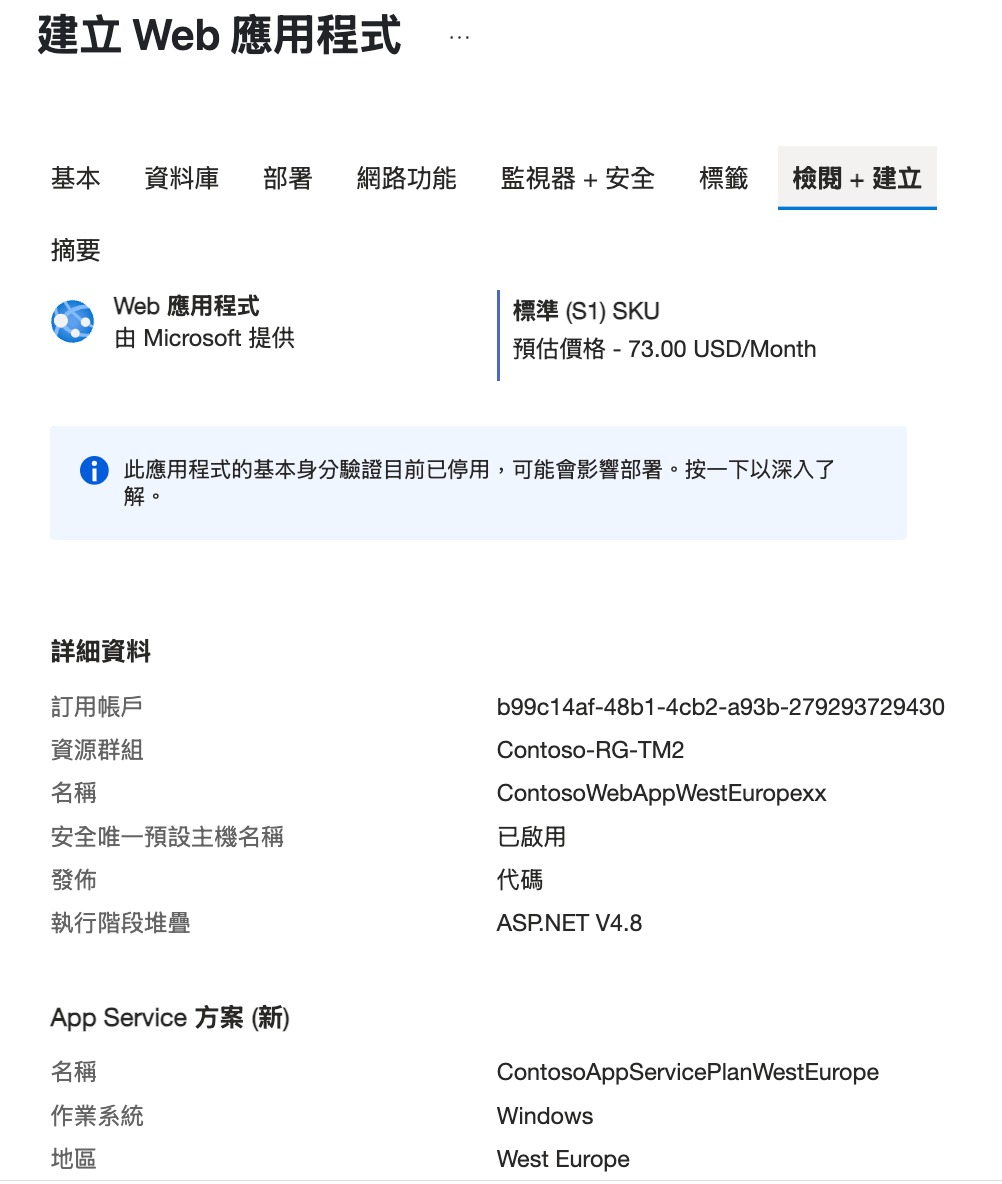 建立 Web 應用程式 ...
基本 資料庫 部署 網路功能 監視器 + 安全 標籤 檢閱 + 建立
摘要
Web 應用程式
由 Microsoft 提供
標準 (S1) SKU
預估價格 - 73.00 USD/Month
此應用程式的基本身分驗證目前已停用，可能會影響部署。按一下以深入了
解。
詳細資料
訂用帳戶 b99c14af-48b1-4cb2-a93b-279293729430
資源群組 Contoso-RG-TM2
名稱 ContosoWebAppWestEuropexx
安全唯一預設主機名稱 已啟用
發佈 代碼
執行階段堆疊 ASP.NET V4.8
App Service 方案 (新)
名稱 ContosoAppServicePlanWestEurope
作業系統 Windows
地區 West Europe